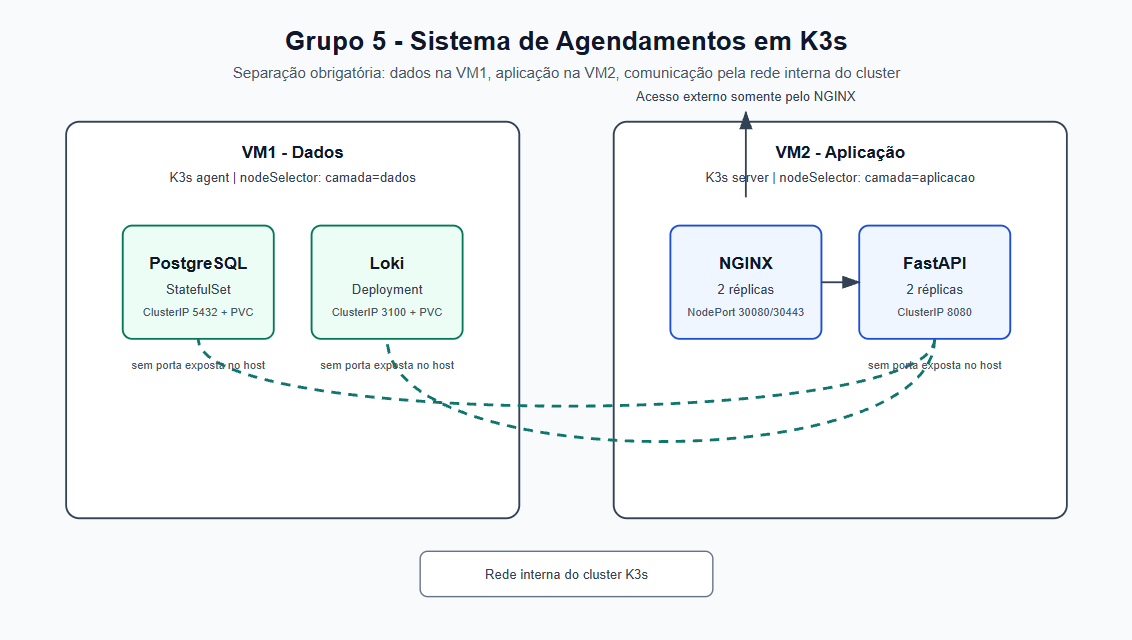 Grupo 5 - Sistema de Agendamentos em K3s
Separação obrigatória: dados na VM1, aplicação na VM2, comunicação pela rede interna do cluster
Acesso externo somente pelo NGINX
VM1 - Dados
K3s agent | nodeSelector: camada=dados
PostgreSQL
StatefulSet
ClusterIP 5432 + PVC
sem porta exposta no host
Loki
Deployment
ClusterIP 3100 + PVC
sem porta exposta no host
VM2 - Aplicação
K3s server | nodeSelector: camada=aplicacao
NGINX
2 réplicas
NodePort 30080/30443
FastAPI
2 réplicas
ClusterIP 8080
sem porta exposta no host
Rede interna do cluster K3s